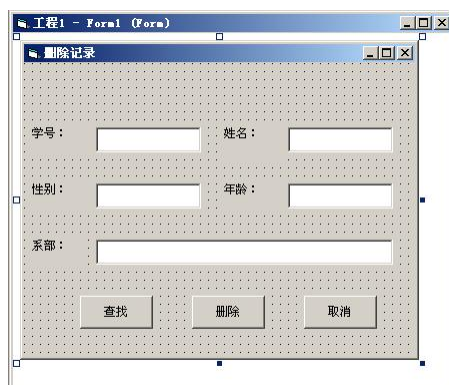 工程1 - Form1 (Form)
删除记录
学号： 姓名：
性别： 年龄：
系部：
查找 删除 取消